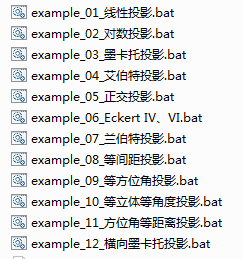 example_01_线性投影.bat
example_02_对数投影.bat
example_03_墨卡托投影.bat
example_04_艾伯特投影.bat
example_05_正交投影.bat
example_06_Eckert IV、VI.bat
example_07_兰伯特投影.bat
example_08_等间距投影.bat
example_09_等方位角投影.bat
example_10_等立体等角度投影.bat
example_11_方位角等距离投影.bat
example_12_横向墨卡托投影.bat